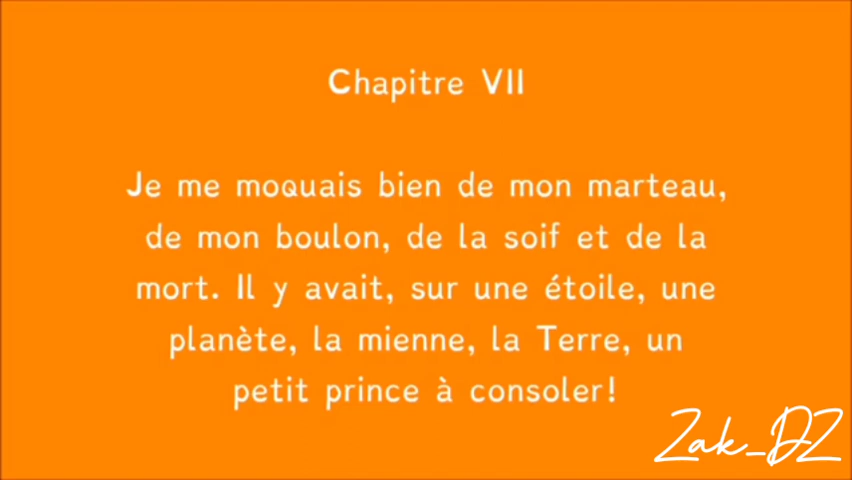 Chapitre VII
Je me moquais bien de mon marteau,
de mon boulon, de la soif et de la
mort. Il y avait, sur une étoile, une
planète, la mienne, la Terre, un
petit prince à consoler!
Zak_DZ